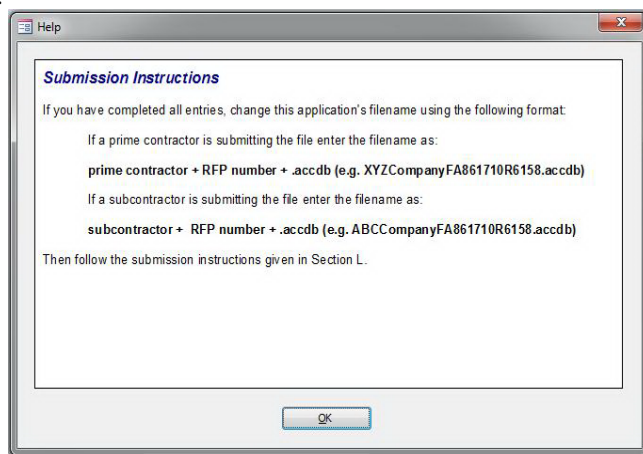 Help
Submission Instructions
If you have completed all entries, change this application's filename using the following format:
If a prime contractor is submitting the file enter the filename as:
prime contractor + RFP number + .accdb (e.g. XYZCompanyFA861710R6158.accdb)
If a subcontractor is submitting the file enter the filename as:
subcontractor + RFP number + .accdb (e.g. ABCCompanyFA861710R6158.accdb)
Then follow the submission instructions given in Section L.
OK